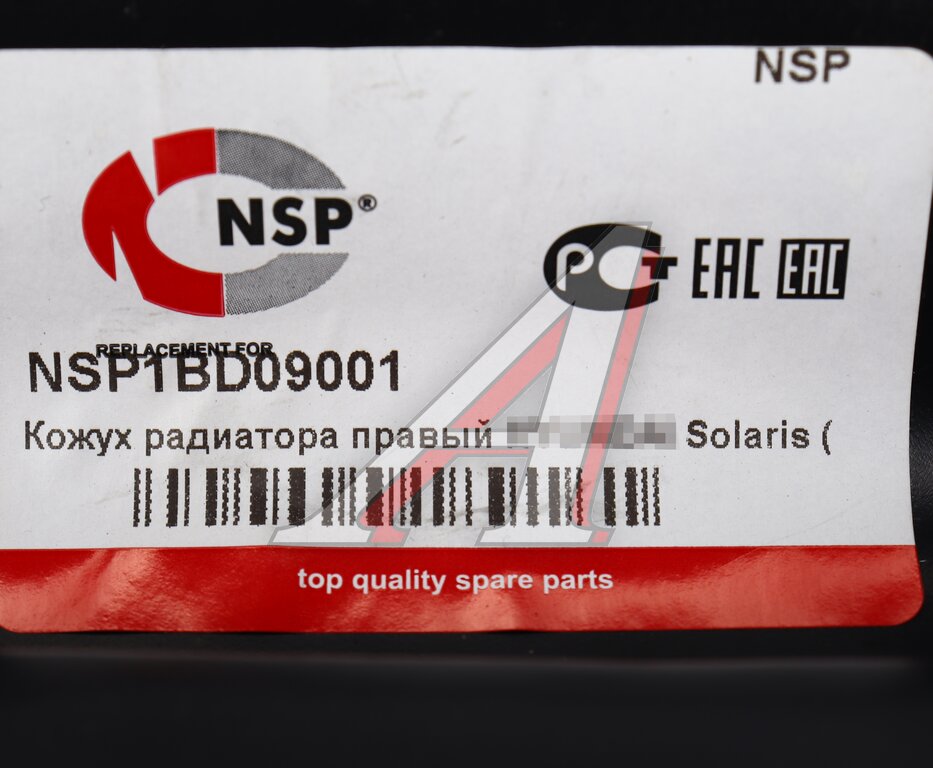 NSP
NSP®
РСТ EAC EAC
REPLACEMENT FOR
NSP1BD09001
Кожух радиатора правый Solaris (
top quality spare parts